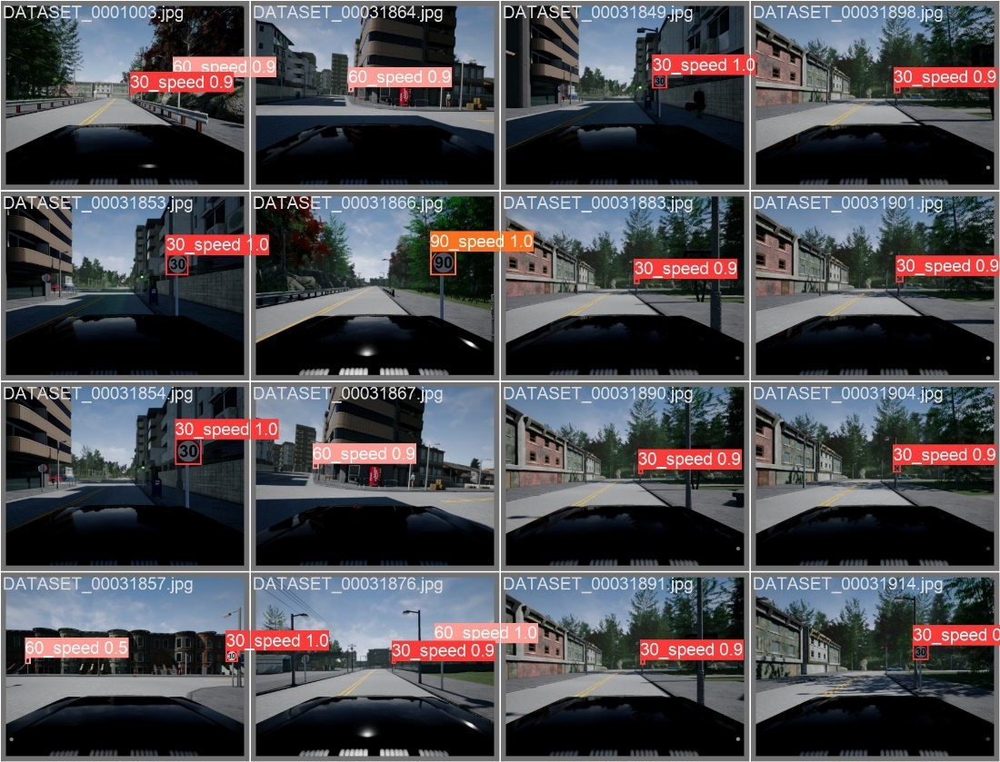 DATASET_0001003.jpg
60_speed 0.9
30_speed 0.9
DATASET_00031864.jpg
60_speed 0.9
DATASET_00031849.jpg
30_speed 1.0
30
DATASET_00031898.jpg
30_speed 0.9
DATASET_00031853.jpg
30_speed 1.0
30
DATASET_00031866.jpg
90_speed 1.0
90
DATASET_00031883.jpg
30_speed 0.9
DATASET_00031901.jpg
30_speed 0.9
DATASET_00031854.jpg
30_speed 1.0
30
DATASET_00031867.jpg
60_speed 0.9
DATASET_00031890.jpg
30_speed 0.9
DATASET_00031904.jpg
30_speed 0.9
DATASET_00031857.jpg
60_speed 0.5
30_speed 1.0
30
DATASET_00031876.jpg
60_speed 1.0
30_speed 0.9
DATASET_00031891.jpg
30_speed 0.9
DATASET_00031914.jpg
30_speed 0
30